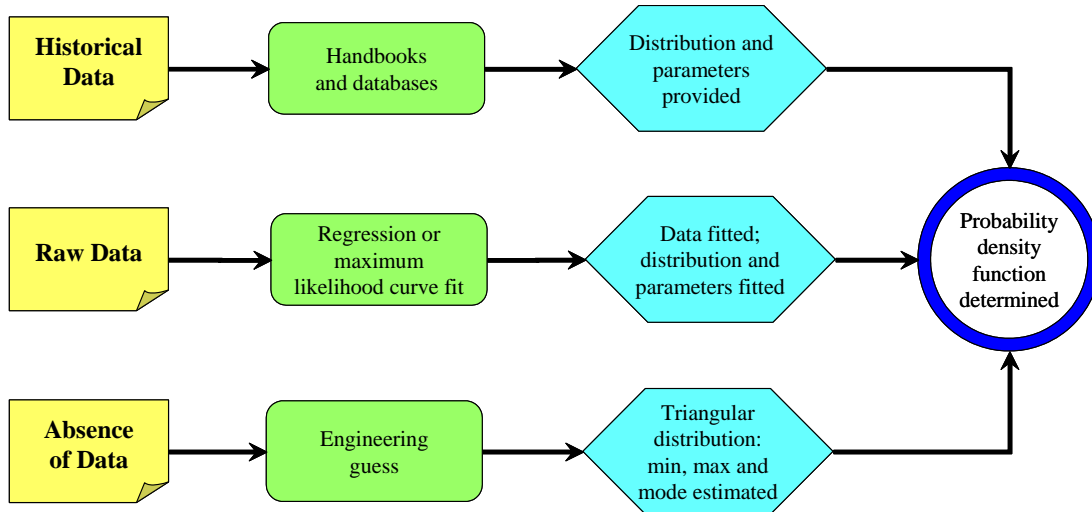 Historical
Data
Handbooks
and databases
Distribution and
parameters
provided
Raw Data
Regression or
maximum
likelihood curve fit
Data fitted;
distribution and
parameters fitted
Probability
density
function
determined
Absence
of Data
Engineering
guess
Triangular
distribution:
min, max and
mode estimated